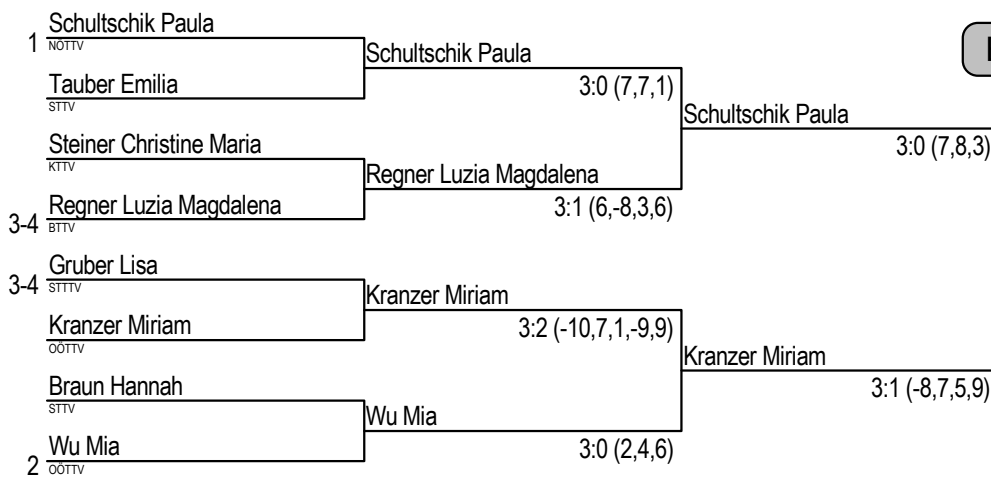 Schultschik Paula
1 NÖTTV
Schultschik Paula
Tauber Emilia
STTV
3:0 (7,7,1)
Schultschik Paula
Steiner Christine Maria
KTTV
3:0 (7,8,3)
Regner Luzia Magdalena
Regner Luzia Magdalena
3-4 BTTV
3:1 (6,-8,3,6)
Gruber Lisa
3-4 STTTV
Kranzer Miriam
Kranzer Miriam
OÖTTV
3:2 (-10,7,1,-9,9)
Kranzer Miriam
Braun Hannah
STTV
3:1 (-8,7,5,9)
Wu Mia
Wu Mia
2 OÖTTV
3:0 (2,4,6)